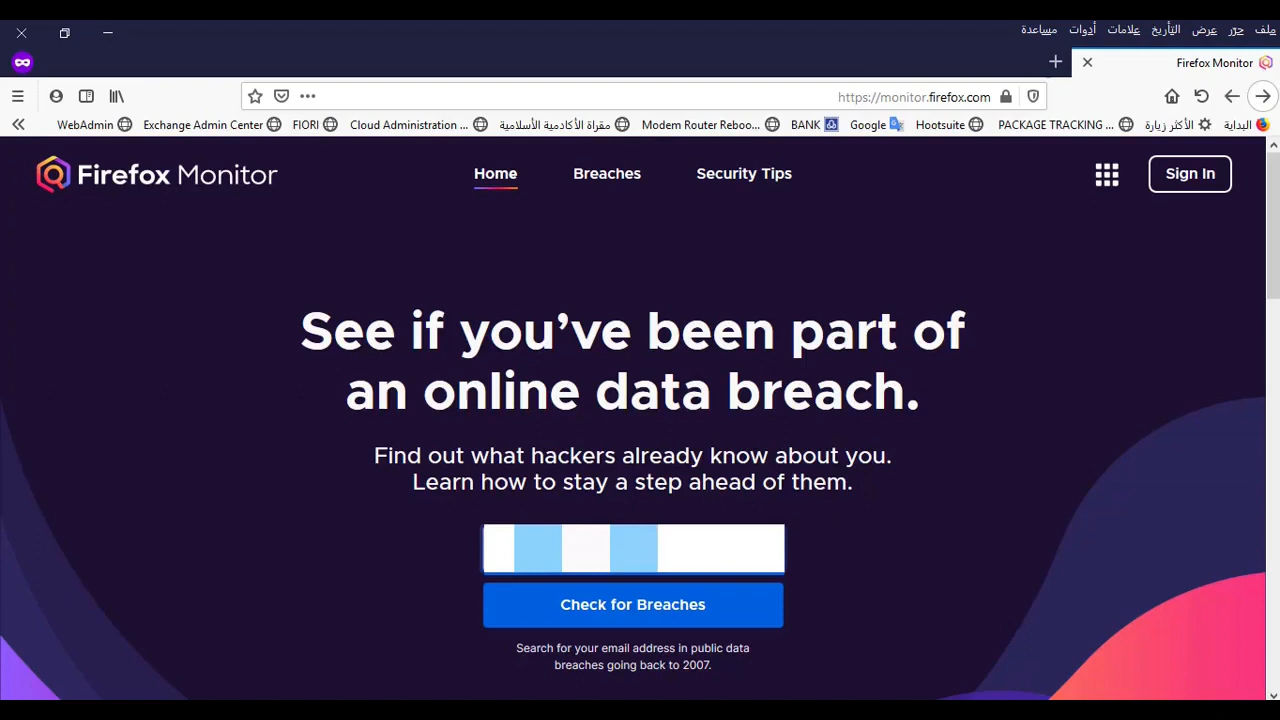 ملف حرّر عرض التأريخ علامات أدوات مساعدة
Firefox Monitor
https://monitor.firefox.com
البداية الأكثر زيارة PACKAGE TRACKING ... Hootsuite Google BANK Modem Router Reboo... مقراة الأكادمية الأسلامية Cloud Administration ... FIORI Exchange Admin Center WebAdmin
Firefox Monitor Home Breaches Security Tips Sign In
See if you’ve been part of
an online data breach.
Find out what hackers already know about you.
Learn how to stay a step ahead of them.
Check for Breaches
Search for your email address in public data
breaches going back to 2007.